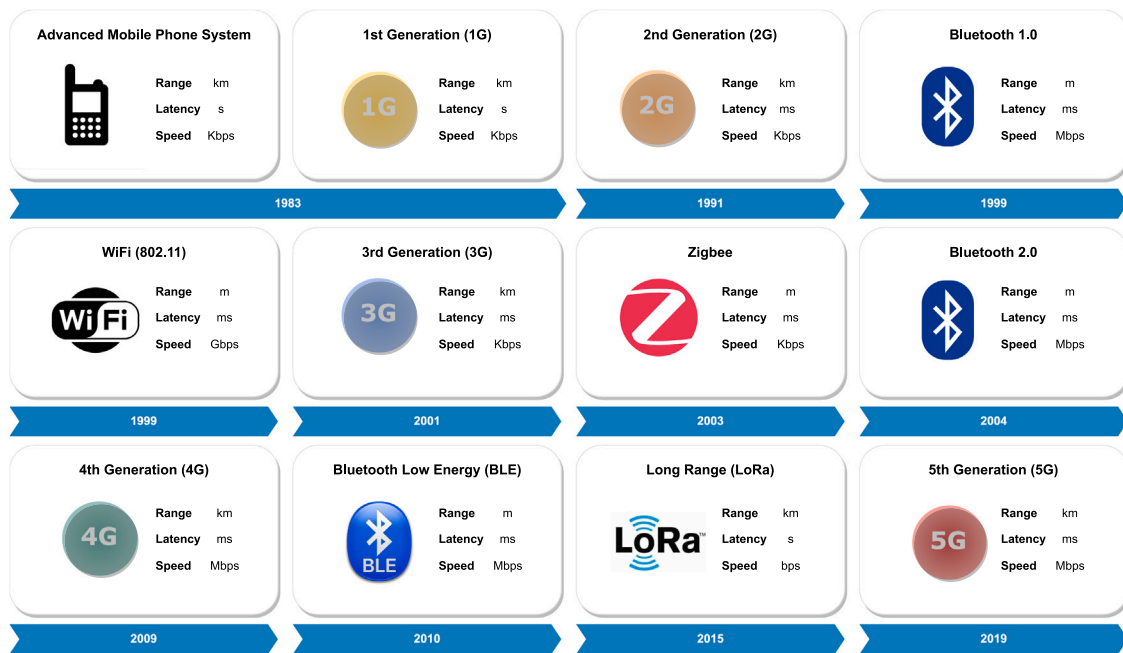 Advanced Mobile Phone System
Range km
Latency s
Speed Kbps
1st Generation (1G)
1G
Range km
Latency s
Speed Kbps
2nd Generation (2G)
2G
Range km
Latency ms
Speed Kbps
Bluetooth 1.0
Range m
Latency ms
Speed Mbps
1983
1991
1999
WiFi (802.11)
Wi Fi
Range m
Latency ms
Speed Gbps
3rd Generation (3G)
3G
Range km
Latency ms
Speed Kbps
Zigbee
Range m
Latency ms
Speed Kbps
Bluetooth 2.0
Range m
Latency ms
Speed Mbps
1999
2001
2003
2004
4th Generation (4G)
4G
Range km
Latency ms
Speed Mbps
Bluetooth Low Energy (BLE)
BLE
Range m
Latency ms
Speed Mbps
Long Range (LoRa)
LoRa™
Range km
Latency s
Speed bps
5th Generation (5G)
5G
Range km
Latency ms
Speed Mbps
2009
2010
2015
2019